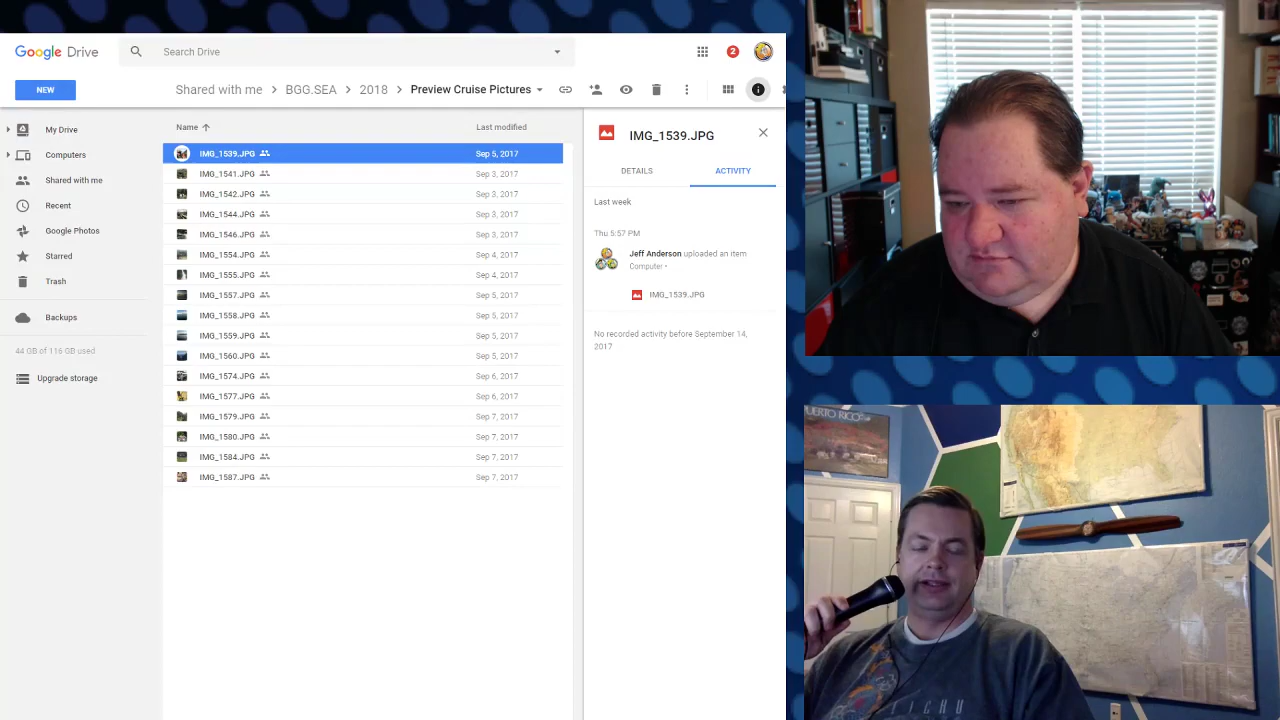 Google Drive
Search Drive
2
NEW
Shared with me > BGG.SEA > > Preview Cruise Pictures
My Drive
Computers
Shared with me
Recent
Google Photos
Starred
Trash
Backups
44 GB of 116 GB used
Upgrade storage
Name Last modified
IMG_1539.JPG Sep 5, 2017
IMG_1541.JPG Sep 3, 2017
IMG_1542.JPG Sep 3, 2017
IMG_1544.JPG Sep 3, 2017
IMG_1546.JPG Sep 3, 2017
IMG_1554.JPG Sep 4, 2017
IMG_1555.JPG Sep 4, 2017
IMG_1557.JPG Sep 5, 2017
IMG_1558.JPG Sep 5, 2017
IMG_1559.JPG Sep 5, 2017
IMG_1560.JPG Sep 5, 2017
IMG_1574.JPG Sep 6, 2017
IMG_1577.JPG Sep 6, 2017
IMG_1579.JPG Sep 7, 2017
IMG_1580.JPG Sep 7, 2017
IMG_1584.JPG Sep 7, 2017
IMG_1587.JPG Sep 7, 2017
IMG_1539.JPG
DETAILS ACTIVITY
Last week
Thu 5:57 PM
Jeff Anderson uploaded an item
Computer •
IMG_1539.JPG
No recorded activity before September 14,
2017
PUERTO RICO
TICHU